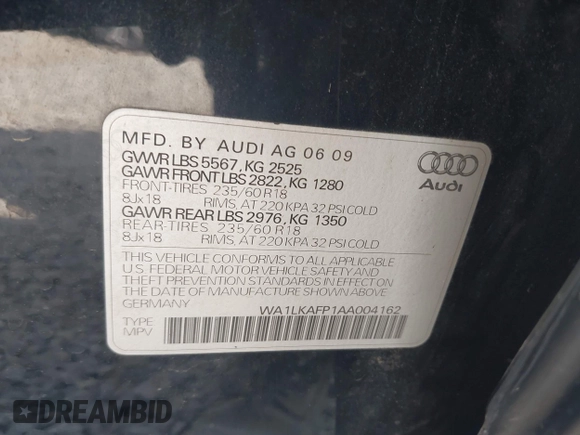 MFD. BY AUDI AG 06 09
GVWR LBS 5567, KG 2525
GAWR FRONT LBS 2822, KG 1280
FRONT-TIRES 235/60 R18
8Jx18 RIMS, AT 220 KPA 32 PSI COLD
GAWR REAR LBS 2976, KG 1350
REAR-TIRES 235/60 R18
8Jx18 RIMS, AT 220 KPA 32 PSI COLD
THIS VEHICLE CONFORMS TO ALL APPLICABLE
U S FEDERAL MOTOR VEHICLE SAFETY AND
THEFT PREVENTION STANDARDS IN EFFECT ON
THE DATE OF MANUFACTURE SHOWN ABOVE
GERMANY
WA1LKAFP1AA004162
TYPE
MPV
Audi
DREAMBID